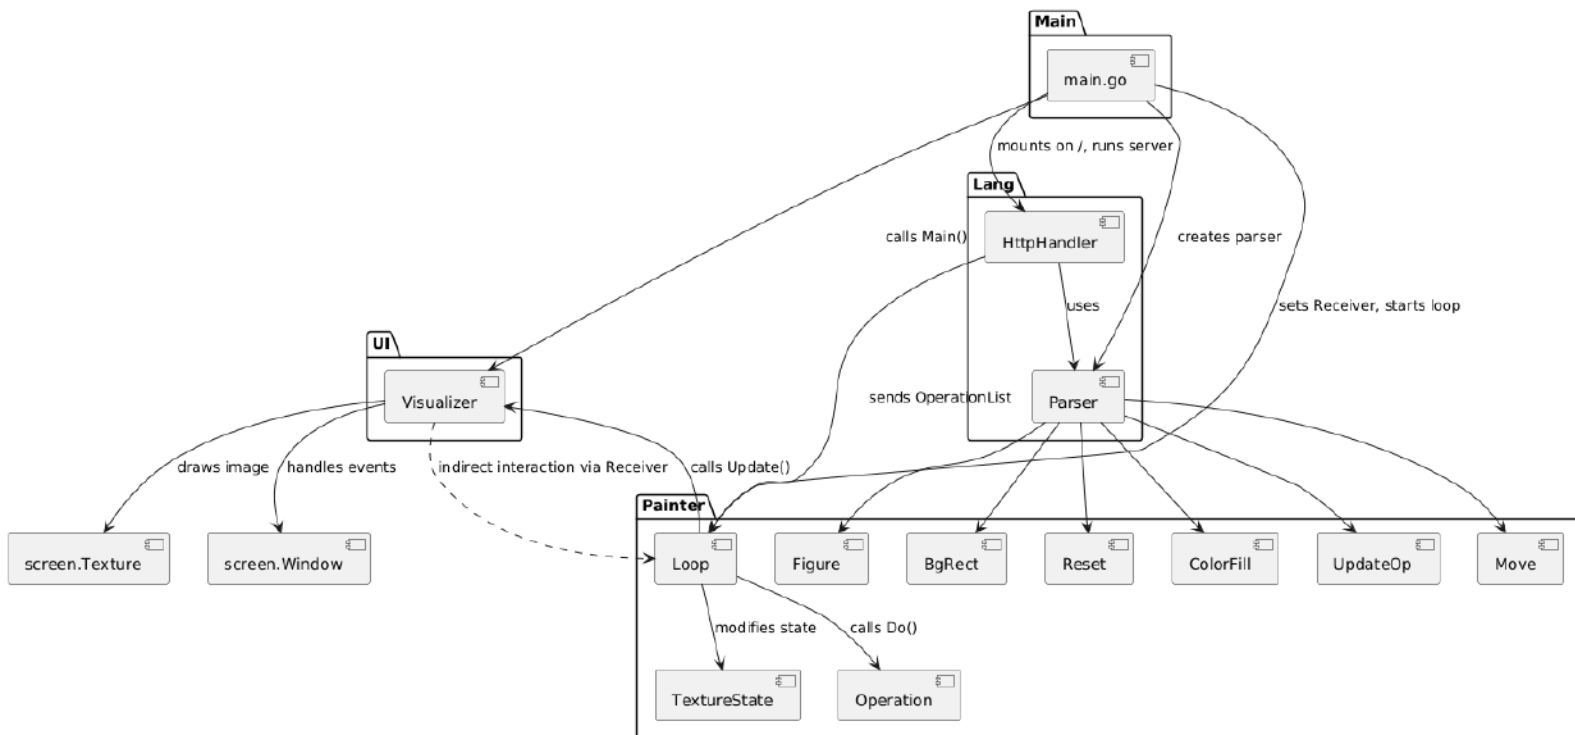 Main
main.go
mounts on /, runs server
Lang
HttpHandler
calls Main()
creates parser
uses
sets Receiver, starts loop
UI
Visualizer
sends OperationList
Parser
draws image
handles events
indirect interaction via Receiver
calls Update()
Painter
screen.Texture
screen.Window
Loop
Figure
BgRect
Reset
ColorFill
UpdateOp
Move
modifies state
calls Do()
TextureState
Operation